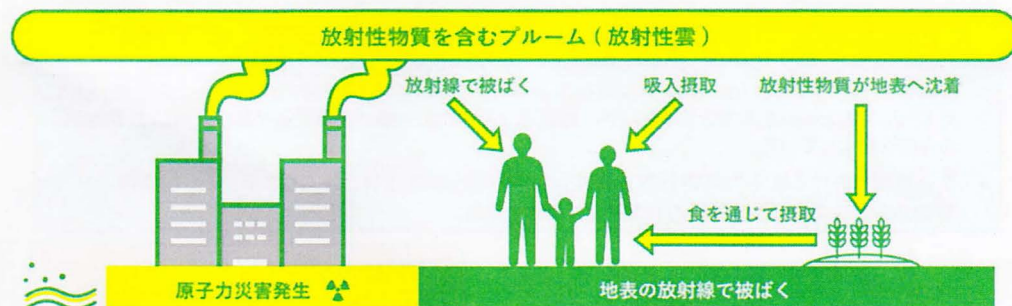 放射性物質を含むプルーム(放射性雲)
放射線で被ばく
吸入摂取
放射性物質が地表へ沈着
食を通じて摂取
原子力災害発生
地表の放射線で被ばく